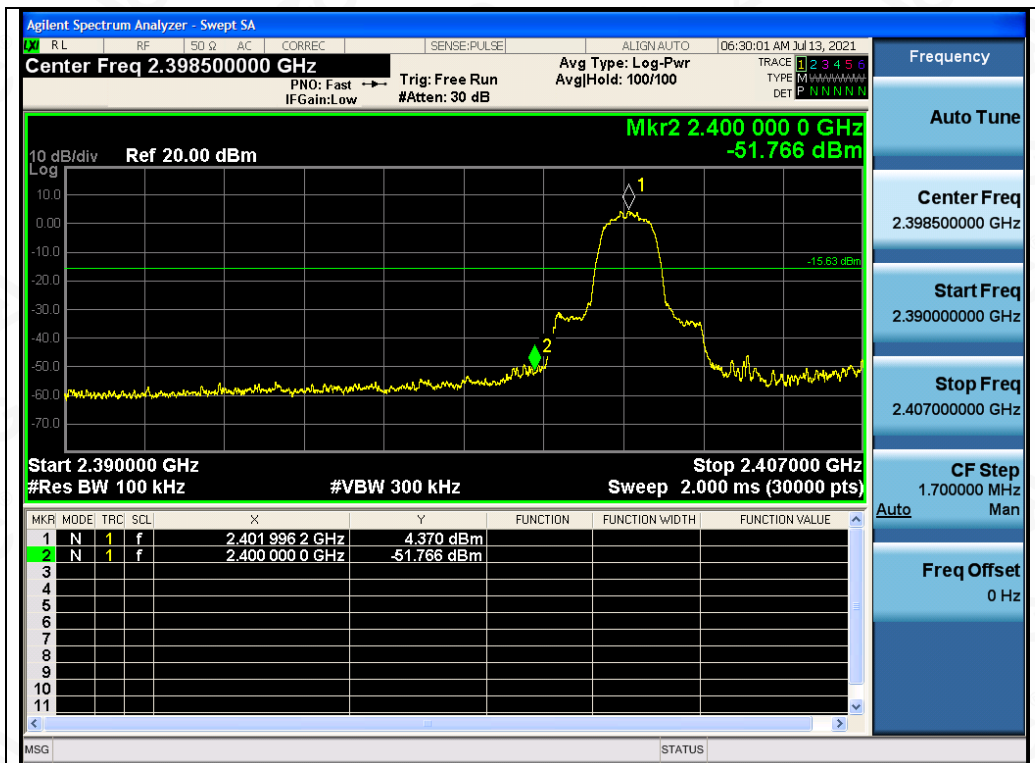 Agilent Spectrum Analyzer - Swept SA
LXI RL RF 50 Ω AC CORREC SENSE:PULSE ALIGN AUTO 06:30:01 AM Jul 13, 2021
Center Freq 2.398500000 GHz
PNO: Fast
IFGain:Low
Trig: Free Run
#Atten: 30 dB
Avg Type: Log-Pwr
Avg|Hold: 100/100
TRACE 1 2 3 4 5 6
TYPE M WWWWW
DET P N N N N N
Mkr2 2.400 000 0 GHz
-51.766 dBm
10 dB/div Ref 20.00 dBm
Log
10.0
0.00
-10.0
-20.0
-30.0
-40.0
-50.0
-60.0
-70.0
1
-15.63 dBm
2
Start 2.390000 GHz Stop 2.407000 GHz
#Res BW 100 kHz #VBW 300 kHz Sweep 2.000 ms (30000 pts)
MKR MODE TRC SCL X Y FUNCTION FUNCTION WIDTH FUNCTION VALUE
1 N 1 f 2.401 996 2 GHz 4.370 dBm
2 N 1 f 2.400 000 0 GHz -51.766 dBm
3
4
5
6
7
8
9
10
11
MSG STATUS
Frequency
Auto Tune
Center Freq
2.398500000 GHz
Start Freq
2.390000000 GHz
Stop Freq
2.407000000 GHz
CF Step
1.700000 MHz
Auto Man
Freq Offset
0 Hz